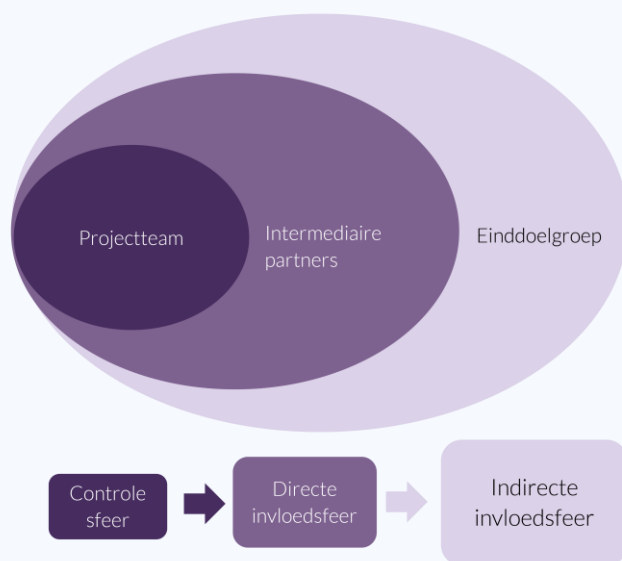 Projectteam
Intermediaire
partners
Einddoelgroep
Controle
sfeer
Directe
invloedsfeer
Indirecte
invloedsfeer